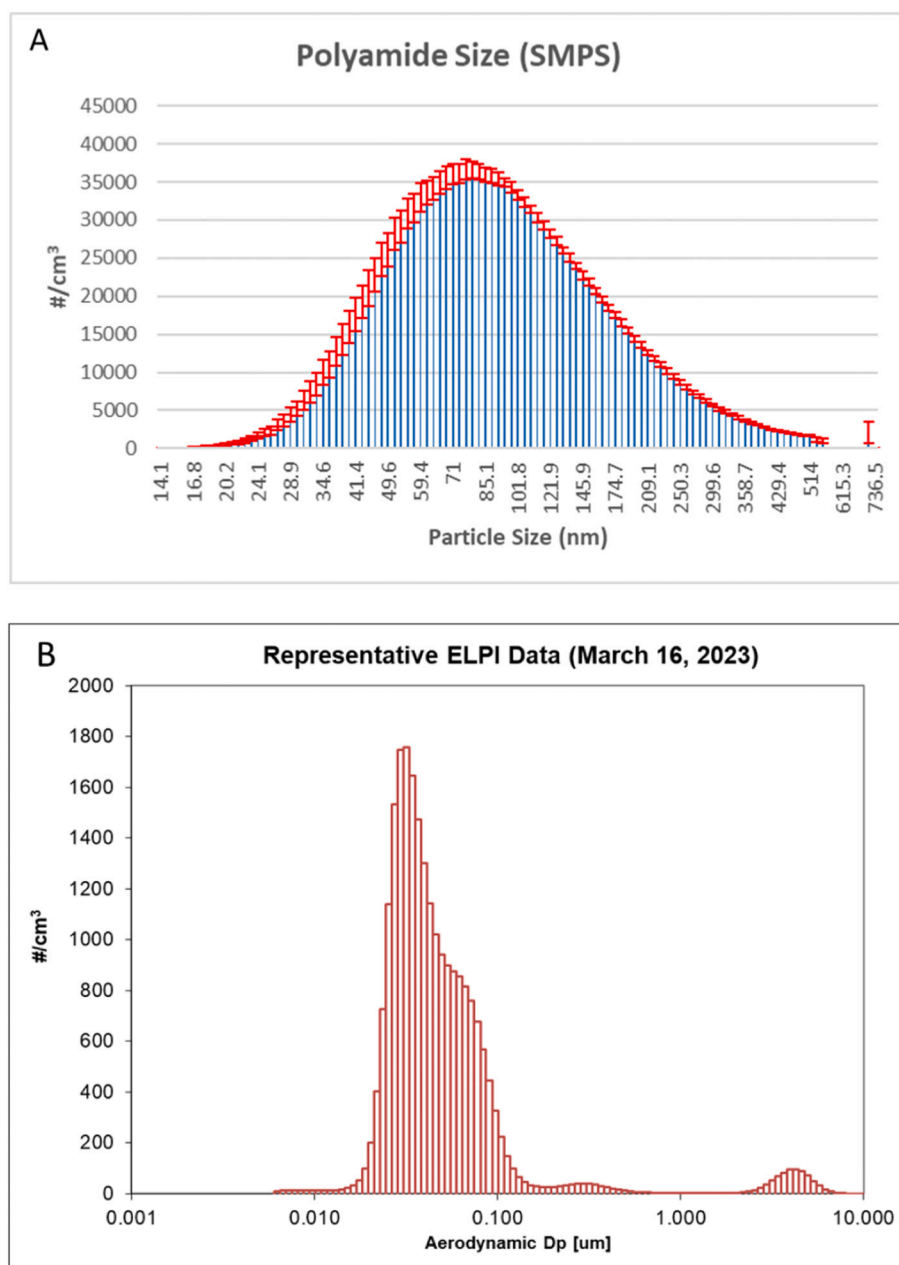 A
Polyamide Size (SMPS)
45000
40000
35000
30000
25000
20000
15000
10000
5000
0
#/cm³
14.1 16.8 20.2 24.1 28.9 34.6 41.4 49.6 59.4 71 85.1 101.8 121.9 145.9 174.7 209.1 250.3 299.6 358.7 429.4 514 615.3 736.5
Particle Size (nm)
B
Representative ELPI Data (March 16, 2023)
2000
1800
1600
1400
1200
1000
800
600
400
200
0
#/cm³
0.001 0.010 0.100 1.000 10.000
Aerodynamic Dp [um]